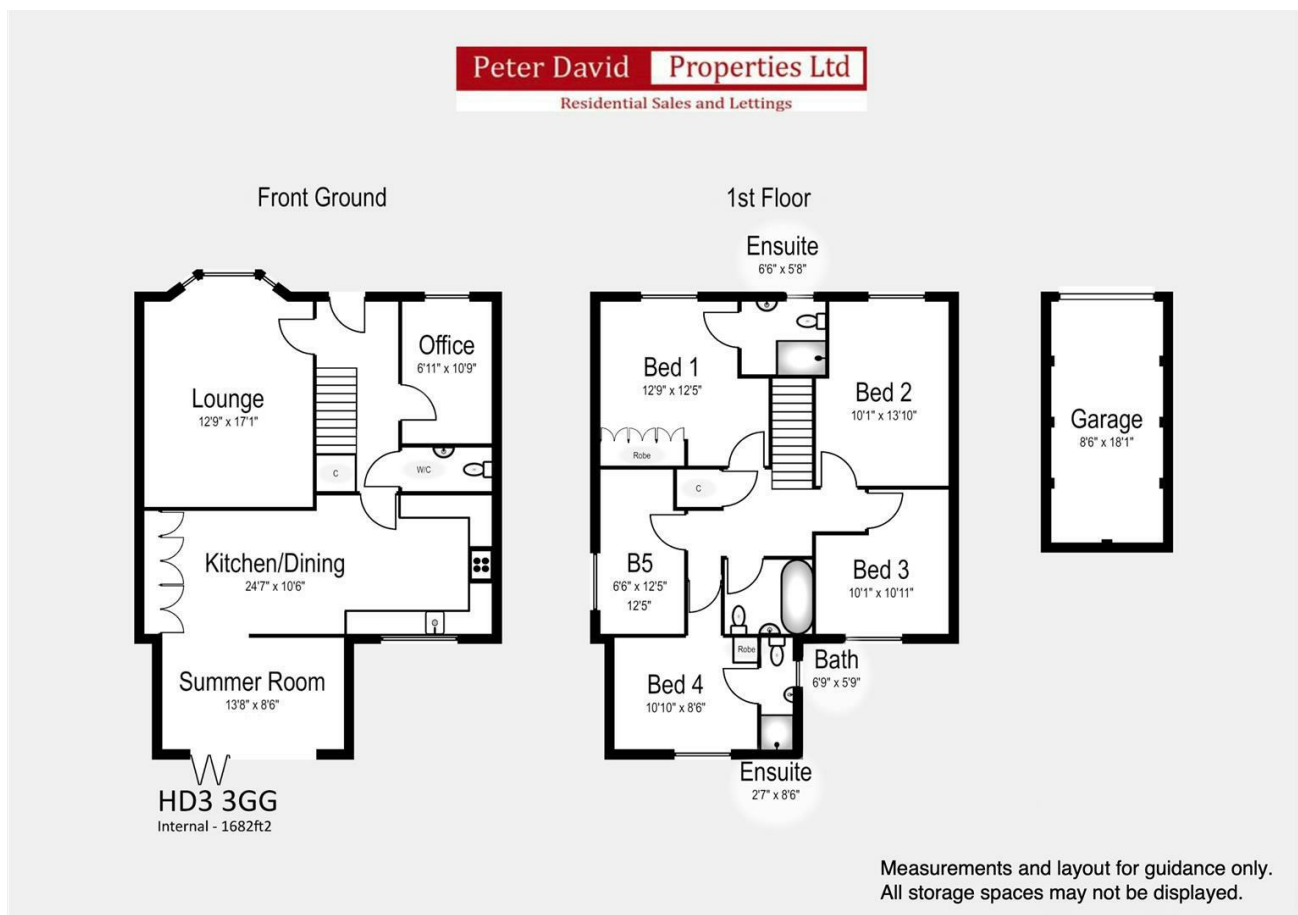 Peter David Properties Ltd
Residential Sales and Lettings
Front Ground
1st Floor
Ensuite
6'6" x 5'8"
Office
6'11" x 10'9"
Lounge
12'9" x 17'1"
C
W/C
Kitchen/Dining
24'7" x 10'6"
Summer Room
13'8" x 8'6"
HD3 3GG
Internal - 1682ft2
Bed 1
12'9" x 12'5"
Robe
Bed 2
10'1" x 13'10"
C
B5
6'6" x 12'5"
12'5"
Bed 3
10'1" x 10'11"
Robe
Bath
6'9" x 5'9"
Bed 4
10'10" x 8'6"
Ensuite
2'7" x 8'6"
Garage
8'6" x 18'1"
Measurements and layout for guidance only.
All storage spaces may not be displayed.